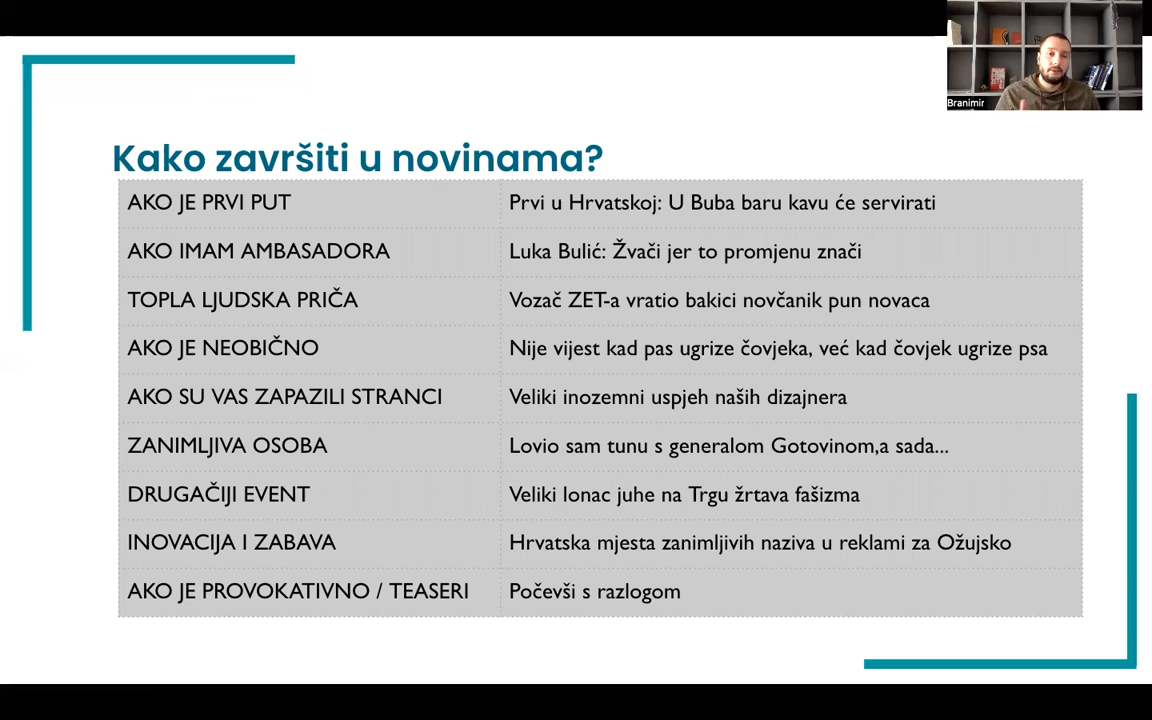 Branimir
Kako završiti u novinama?
AKO JE PRVI PUT Prvi u Hrvatskoj: U Buba baru kavu će servirati
AKO IMAM AMBASADORA Luka Bulić: Žvači jer to promjenu znači
TOPLA LJUDSKA PRIČA Vozač ZET-a vratio bakici novčanik pun novaca
AKO JE NEOBIČNO Nije vijest kad pas ugrize čovjeka, već kad čovjek ugrize psa
AKO SU VAS ZAPAZILI STRANCI Veliki inozemni uspjeh naših dizajnera
ZANIMLJIVA OSOBA Lovio sam tunu s generalom Gotovinom,a sada...
DRUGAČIJI EVENT Veliki lonac juhe na Trgu žrtava fašizma
INOVACIJA I ZABAVA Hrvatska mjesta zanimljivih naziva u reklami za Ožujsko
AKO JE PROVOKATIVNO / TEASERI Počevši s razlogom